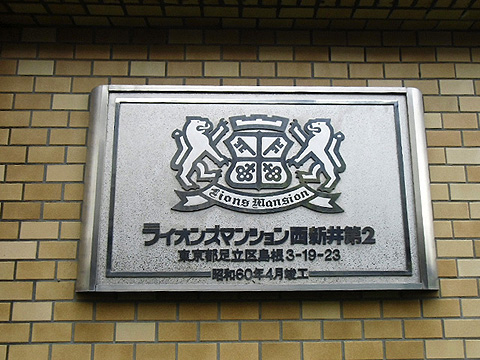 Lions Mansion
ライオンズマンション西新井第2
東京都足立区島根3-19-23
昭和60年4月竣工